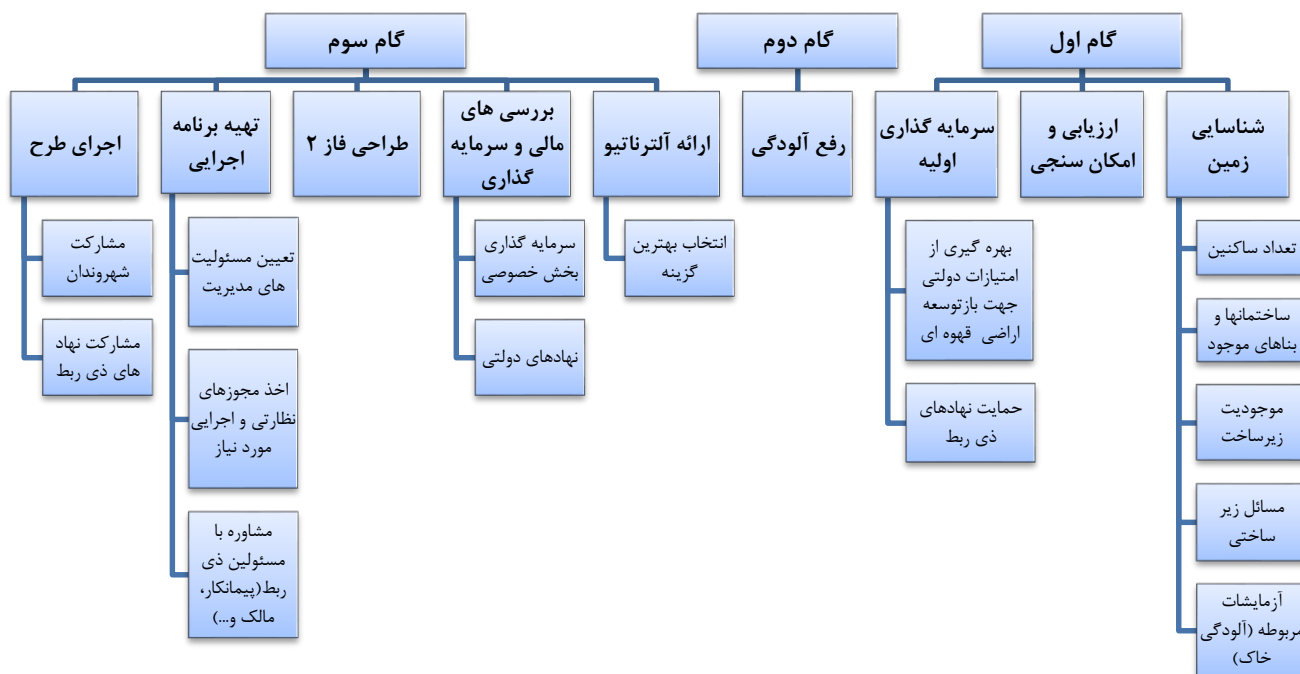 گام اول
شناسایی
زمین
تعداد ساکنین
ساختمانها و
بناهای موجود
موجودیت
زیرساخت
مسائل زیر
ساختی
آزمایشات
مربوطه (آلودگی
خاک)
ارزیابی و
امکان سنجی
سرمایه گذاری
اولیه
بهره گیری از
امتیازات دولتی
جهت بازتوسعه
اراضی قهوه ای
حمایت نهادهای
ذی ربط
گام دوم
رفع آلودگی
گام سوم
ارائه آلترناتیو
انتخاب بهترین
گزینه
بررسی های
مالی و سرمایه
گذاری
سرمایه گذاری
بخش خصوصی
نهادهای دولتی
طراحی فاز ۲
تهیه برنامه
اجرایی
تعیین مسئولیت
های مدیریت
اخذ مجوزهای
نظارتی و اجرایی
مورد نیاز
مشاوره با
مسئولین ذی
ربط(پیمانکار،
مالک و...)
اجرای طرح
مشارکت
شهروندان
مشارکت نهاد
های ذی ربط